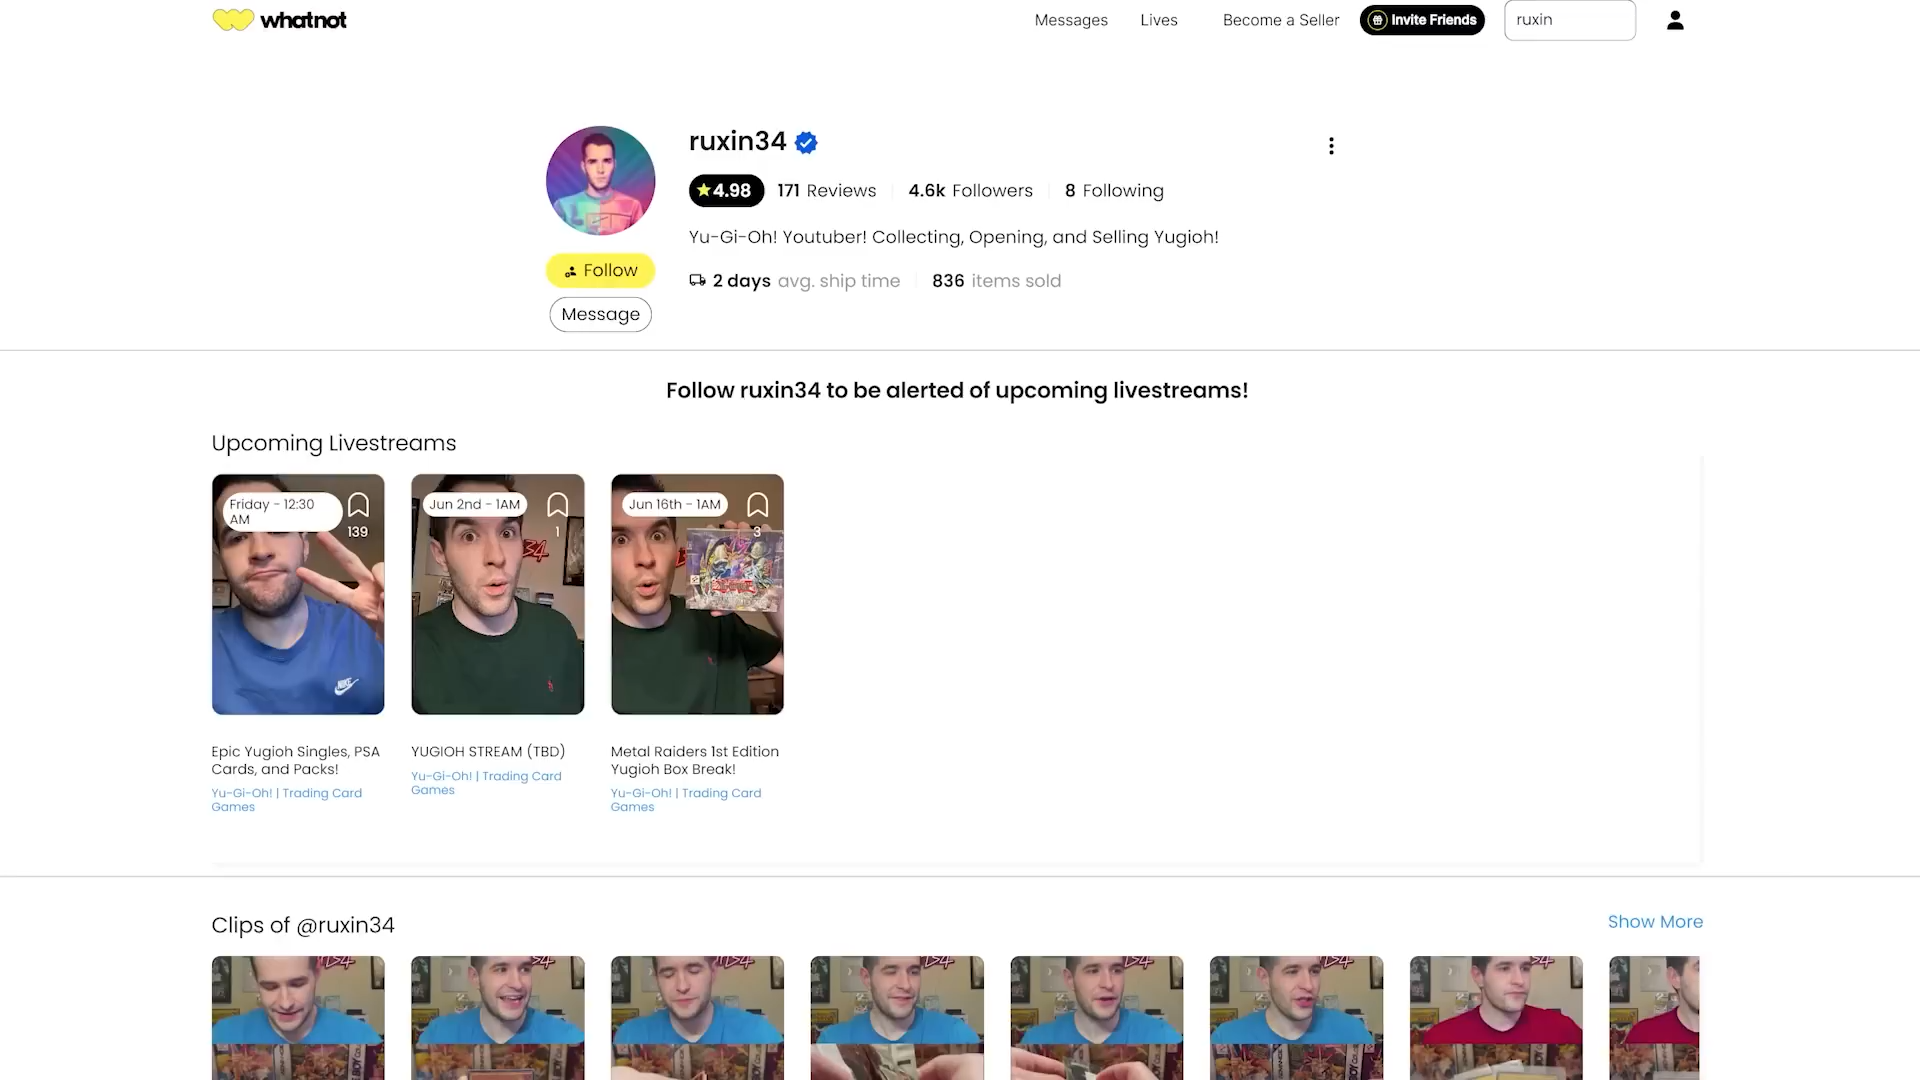 whatnot
Messages
Lives
Become a Seller
Invite Friends
ruxin
ruxin34
4.98
171 Reviews
4.6k Followers
8 Following
Yu-Gi-Oh! Youtuber! Collecting, Opening, and Selling Yugioh!
2 days avg. ship time
836 items sold
Follow
Message
Follow ruxin34 to be alerted of upcoming livestreams!
Upcoming Livestreams
Friday - 12:30
AM
139
Jun 2nd - 1AM
1
Jun 16th - 1AM
3
NIKE
Epic Yugioh Singles, PSA
Cards, and Packs!
Yu-Gi-Oh! | Trading Card
Games
YUGIOH STREAM (TBD)
Yu-Gi-Oh! | Trading Card
Games
Metal Raiders 1st Edition
Yugioh Box Break!
Yu-Gi-Oh! | Trading Card
Games
Clips of @ruxin34
Show More